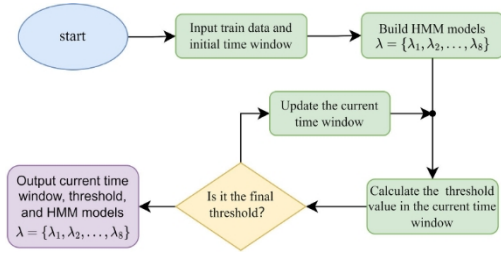 start
Input train data and
initial time window
Build HMM models
λ = {λ₁, λ₂, . . . , λ₈}
Update the current
time window
Calculate the threshold
value in the current time
window
Is it the final
threshold?
Output current time
window, threshold,
and HMM models
λ = {λ₁, λ₂, . . . , λ₈}